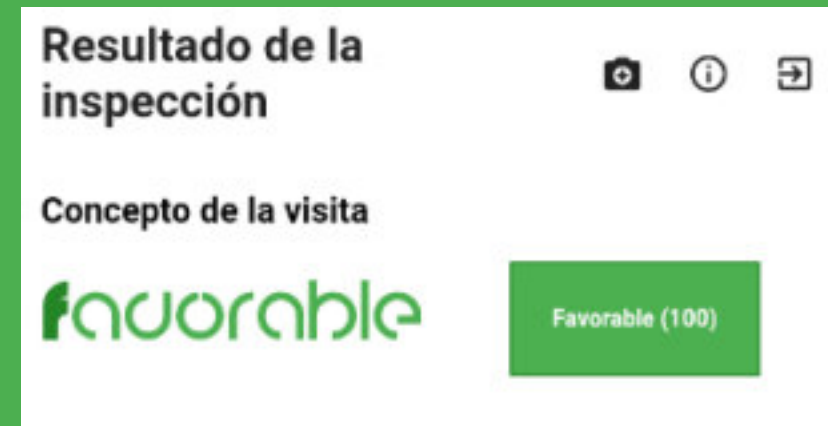 Resultado de la
inspección
Concepto de la visita
favorable
Favorable (100)